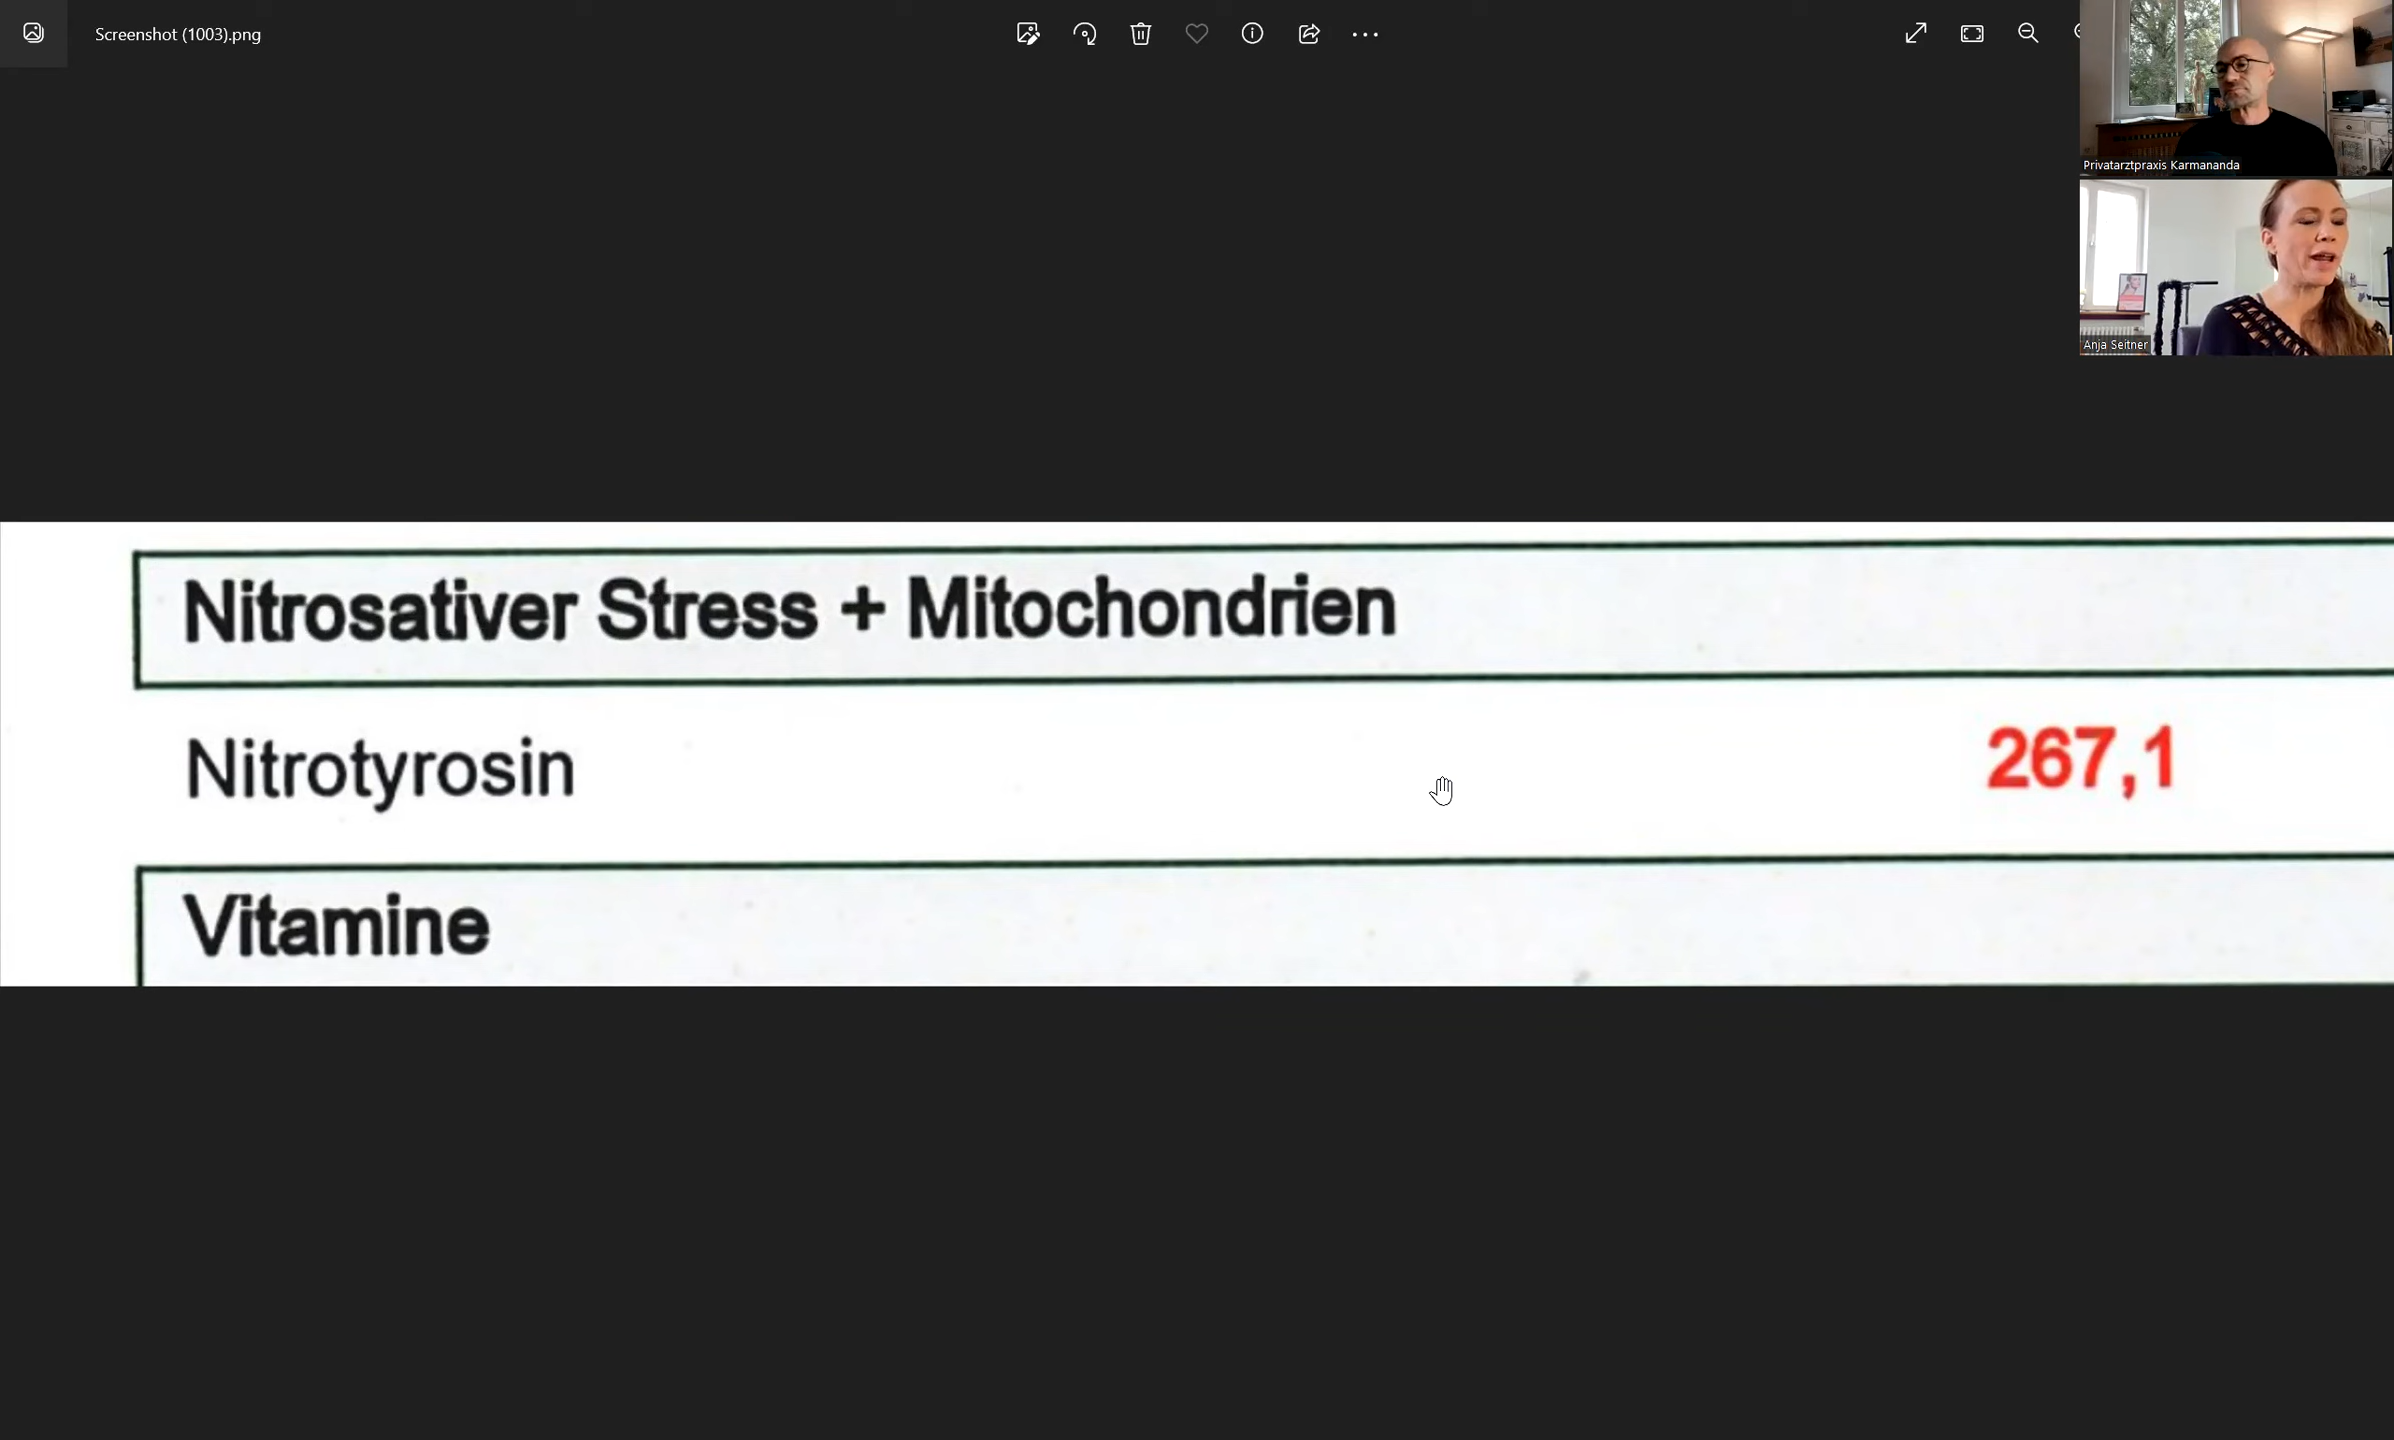 Screenshot (1003).png
Privatarztpraxis Karmananda
Anja Seitner
Nitrosativer Stress + Mitochondrien
Nitrotyrosin 267,1
Vitamine